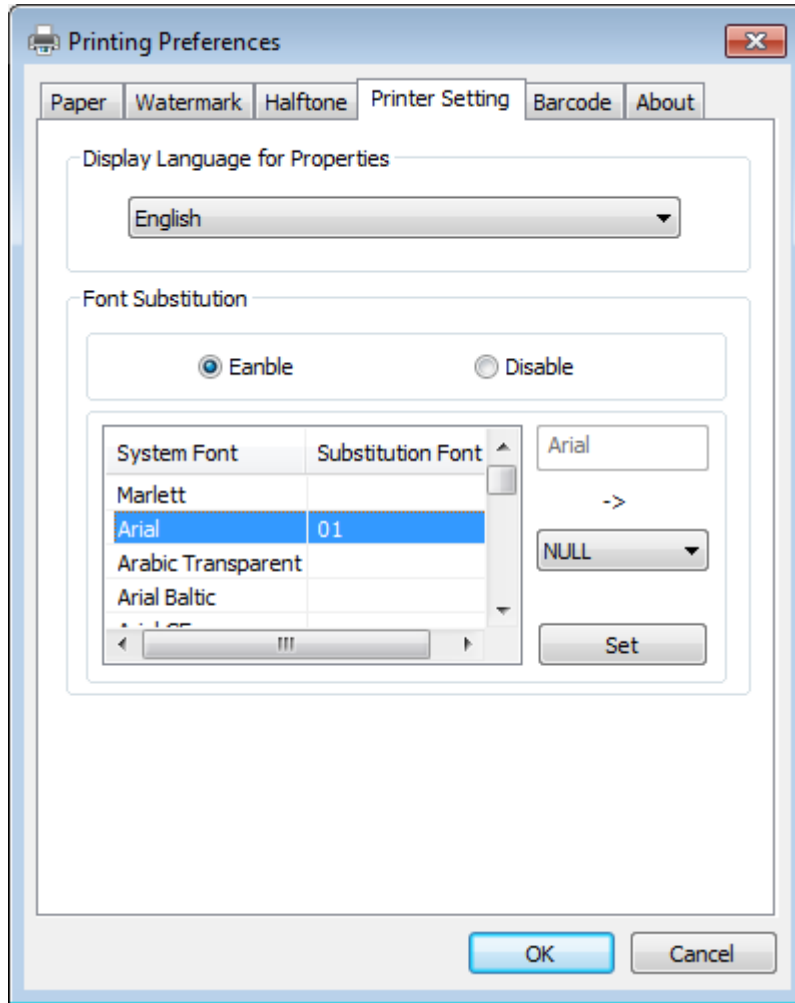 Printing Preferences
Paper Watermark Halftone Printer Setting Barcode About
Display Language for Properties
English
Font Substitution
Eanble Disable
System Font Substitution Font
Marlett
Arial 01
Arabic Transparent
Arial Baltic
Arial
->
NULL
Set
OK Cancel